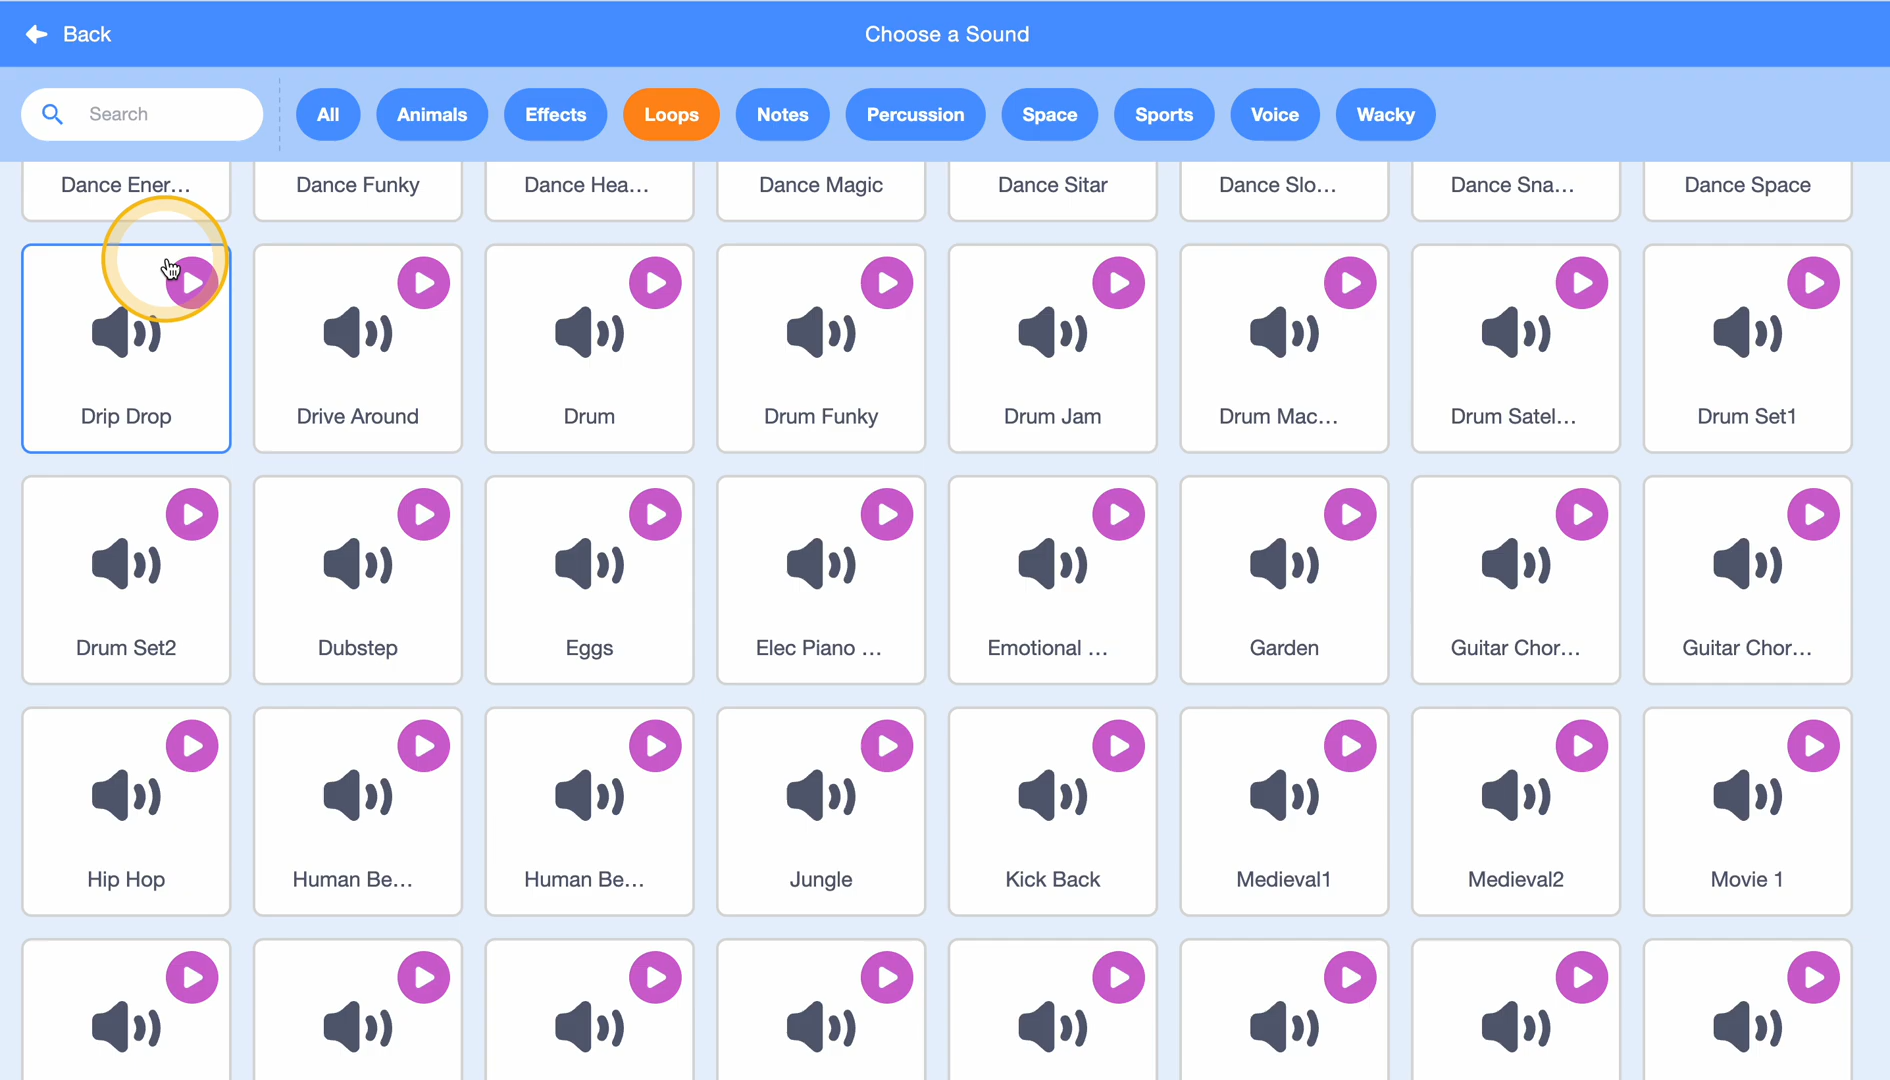 Back
Choose a Sound
Search
All
Animals
Effects
Loops
Notes
Percussion
Space
Sports
Voice
Wacky
Dance Ener...
Dance Funky
Dance Hea...
Dance Magic
Dance Sitar
Dance Slo...
Dance Sna...
Dance Space
Drip Drop
Drive Around
Drum
Drum Funky
Drum Jam
Drum Mac...
Drum Satel...
Drum Set1
Drum Set2
Dubstep
Eggs
Elec Piano ...
Emotional ...
Garden
Guitar Chor...
Guitar Chor...
Hip Hop
Human Be...
Human Be...
Jungle
Kick Back
Medieval1
Medieval2
Movie 1